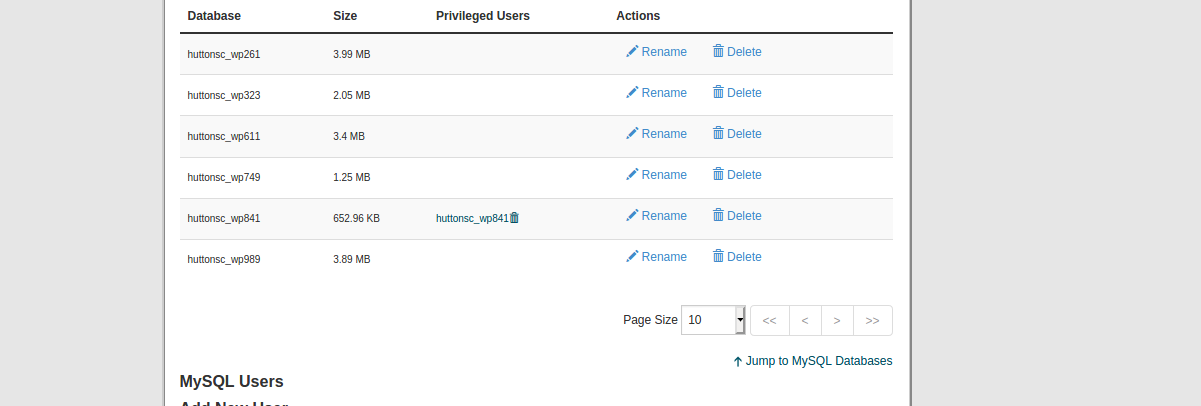 Database Size Privileged Users Actions
huttonsc_wp261 3.99 MB Rename Delete
huttonsc_wp323 2.05 MB Rename Delete
huttonsc_wp611 3.4 MB Rename Delete
huttonsc_wp749 1.25 MB Rename Delete
huttonsc_wp841 652.96 KB huttonsc_wp841 Rename Delete
huttonsc_wp989 3.89 MB Rename Delete
Page Size 10 << < > >>
Jump to MySQL Databases
MySQL Users
Add New User